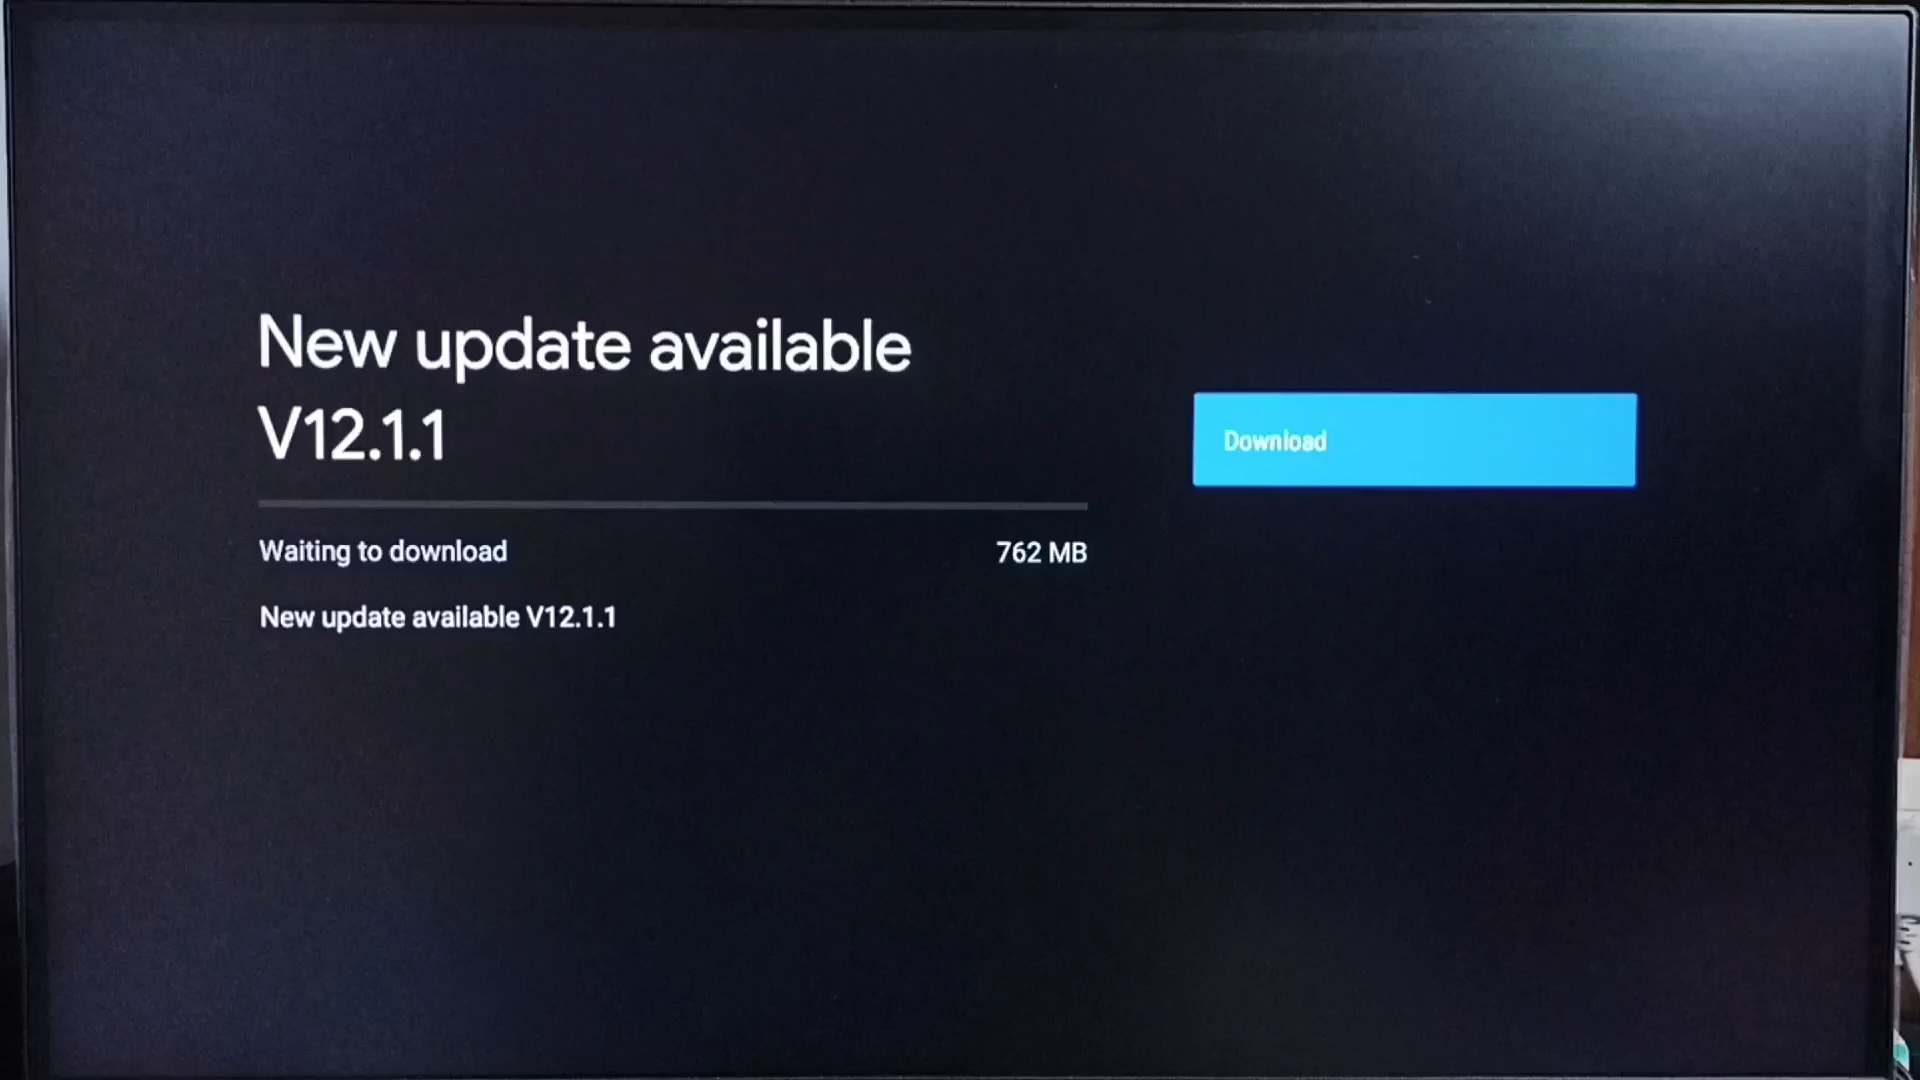 New update available
V12.1.1
Download
Waiting to download 762 MB
New update available V12.1.1